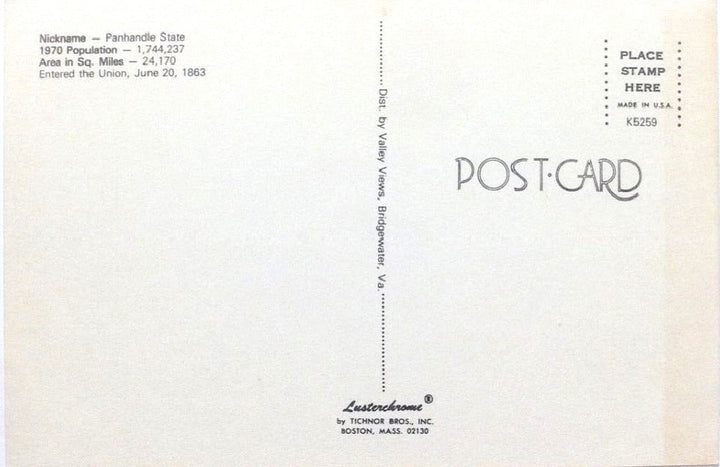 Nickname — Panhandle State
1970 Population — 1,744,237
Area in Sq. Miles — 24,170
Entered the Union, June 20, 1863
Dist. by Valley Views, Bridgewater, Va.
PLACE
STAMP
HERE
MADE IN U.S.A.
K5259
POST·CARD
Lusterchrome®
by TICHNOR BROS., INC.
BOSTON, MASS. 02130